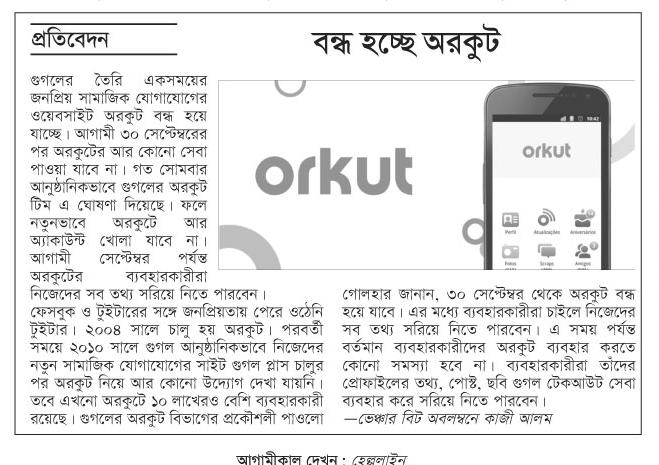 প্রতিবেদন
বন্ধ হচ্ছে অরকুট
গুগলের তৈরি একসময়ের
জনপ্রিয় সামাজিক যোগাযোগের
ওয়েবসাইট অরকুট বন্ধ হয়ে
যাচ্ছে। আগামী ৩০ সেপ্টেম্বরের
পর অরকুটের আর কোনো সেবা
পাওয়া যাবে না। গত সোমবার
আনুষ্ঠানিকভাবে গুগলের অরকুট
টিম এ ঘোষণা দিয়েছে। ফলে
নতুনভাবে অরকুটে আর
অ্যাকাউন্ট খোলা যাবে না।
আগামী সেপ্টেম্বর পর্যন্ত
অরকুটের ব্যবহারকারীরা
নিজেদের সব তথ্য সরিয়ে নিতে পারবেন।
ফেসবুক ও টুইটারের সঙ্গে জনপ্রিয়তায় পেরে ওঠেনি
টুইটার। ২০০৪ সালে চালু হয় অরকুট। পরবর্তী
সময়ে ২০১০ সালে গুগল আনুষ্ঠানিকভাবে নিজেদের
নতুন সামাজিক যোগাযোগের সাইট গুগল প্লাস চালুর
পর অরকুট নিয়ে আর কোনো উদ্যোগ দেখা যায়নি।
তবে এখনো অরকুটে ১০ লাখেরও বেশি ব্যবহারকারী
রয়েছে। গুগলের অরকুট বিভাগের প্রকৌশলী পাওলো
orkut
10:42
orkut
Perfil Atualizações Aniversários
Fotos Scraps Amigos
গোলহার জানান, ৩০ সেপ্টেম্বর থেকে অরকুট বন্ধ
হয়ে যাবে। এর মধ্যে ব্যবহারকারীরা চাইলে নিজেদের
সব তথ্য সরিয়ে নিতে পারবেন। এ সময় পর্যন্ত
বর্তমান ব্যবহারকারীদের অরকুট ব্যবহার করতে
কোনো সমস্যা হবে না। ব্যবহারকারীরা তাঁদের
প্রোফাইলের তথ্য, পোস্ট, ছবি গুগল টেকআউট সেবা
ব্যবহার করে সরিয়ে নিতে পারবেন।
—ভেঞ্চার বিট অবলম্বনে কাজী আলম
আগামীকাল দেখুন : হেল্পলাইন